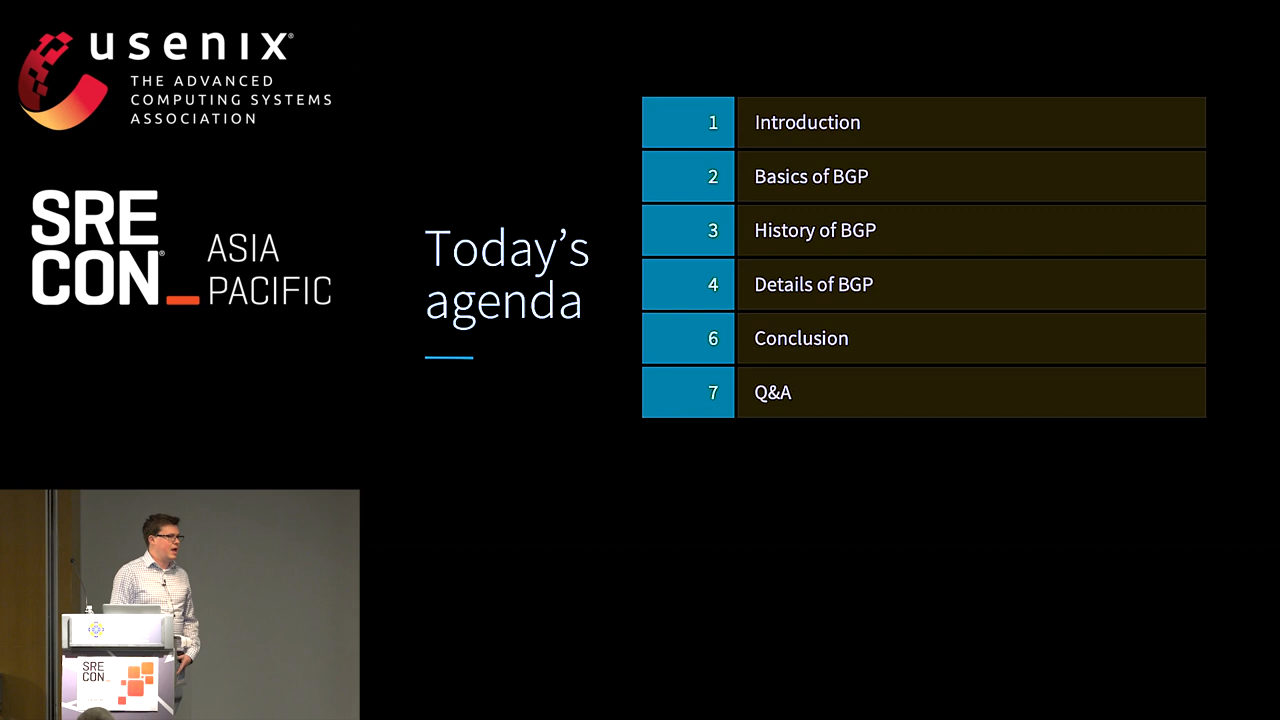 usenix®
THE ADVANCED
COMPUTING SYSTEMS
ASSOCIATION
SRE
CON®
ASIA
PACIFIC
Today's
agenda
1 Introduction
2 Basics of BGP
3 History of BGP
4 Details of BGP
6 Conclusion
7 Q&A
SRE
CON